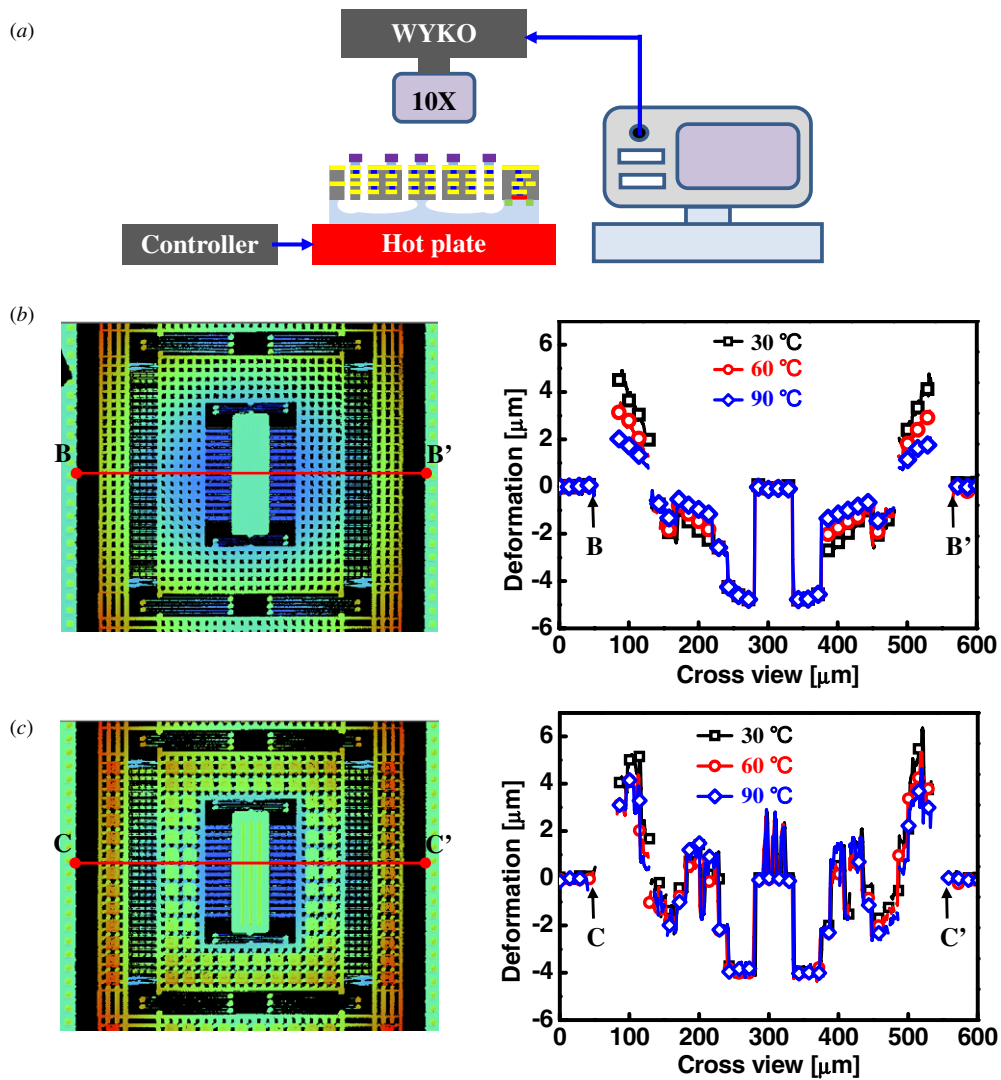 (a)
WYKO
10X
Controller
Hot plate
(b)
B
B’
Deformation [μm]
6
4
2
0
-2
-4
-6
30 ℃
60 ℃
90 ℃
B
B’
0 100 200 300 400 500 600
Cross view [μm]
(c)
C
C’
Deformation [μm]
6
4
2
0
-2
-4
-6
30 ℃
60 ℃
90 ℃
C
C’
0 100 200 300 400 500 600
Cross view [μm]